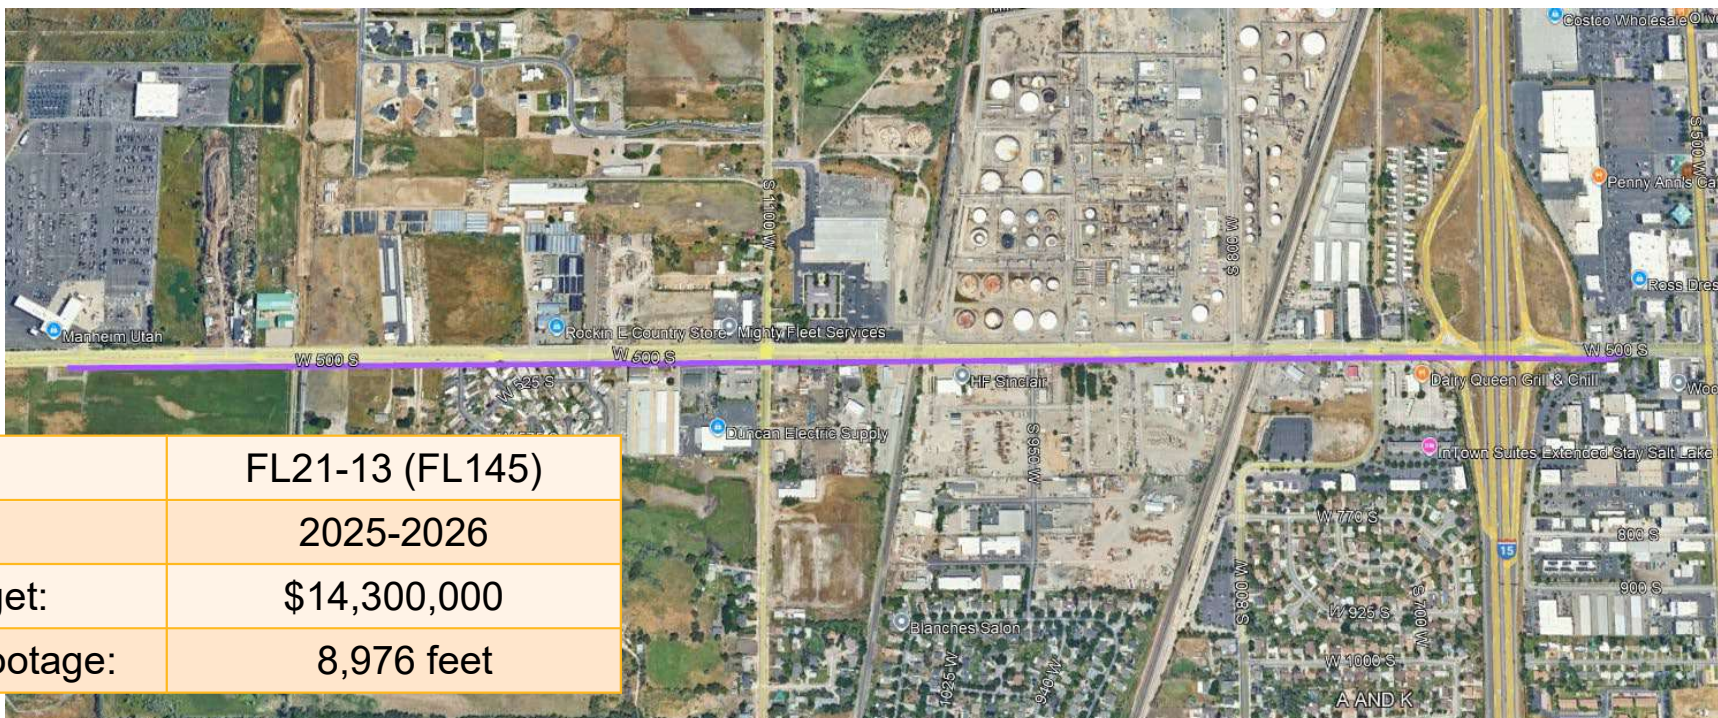 Costco Wholesale
S 500 W
Penny Ann's Ca
S 1100 W
S 800 W
Ross Dres
Manheim Utah
Rockin E Country Store
Mighty Fleet Services
W 500 S
W 500 S
W 500 S
HF Sinclair
Dairy Queen Grill & Chill
W 525 S
Duncan Electric Supply
S 950 W
InTown Suites Extended Stay Salt Lake
FL21-13 (FL145)
2025-2026
get: $14,300,000
ootage: 8,976 feet
W 770 S
800 S
15
S 800 W
900 S
W 925 S
S 700 W
Blanches Salon
W 1000 S
1025 W
940 W
A AND K